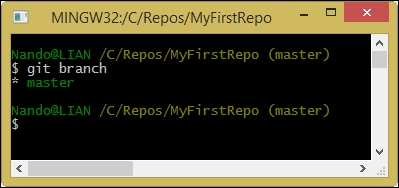 MINGW32:/C/Repos/MyFirstRepo
Nando@LIAN /C/Repos/MyFirstRepo (master)
$ git branch
* master
Nando@LIAN /C/Repos/MyFirstRepo (master)
$